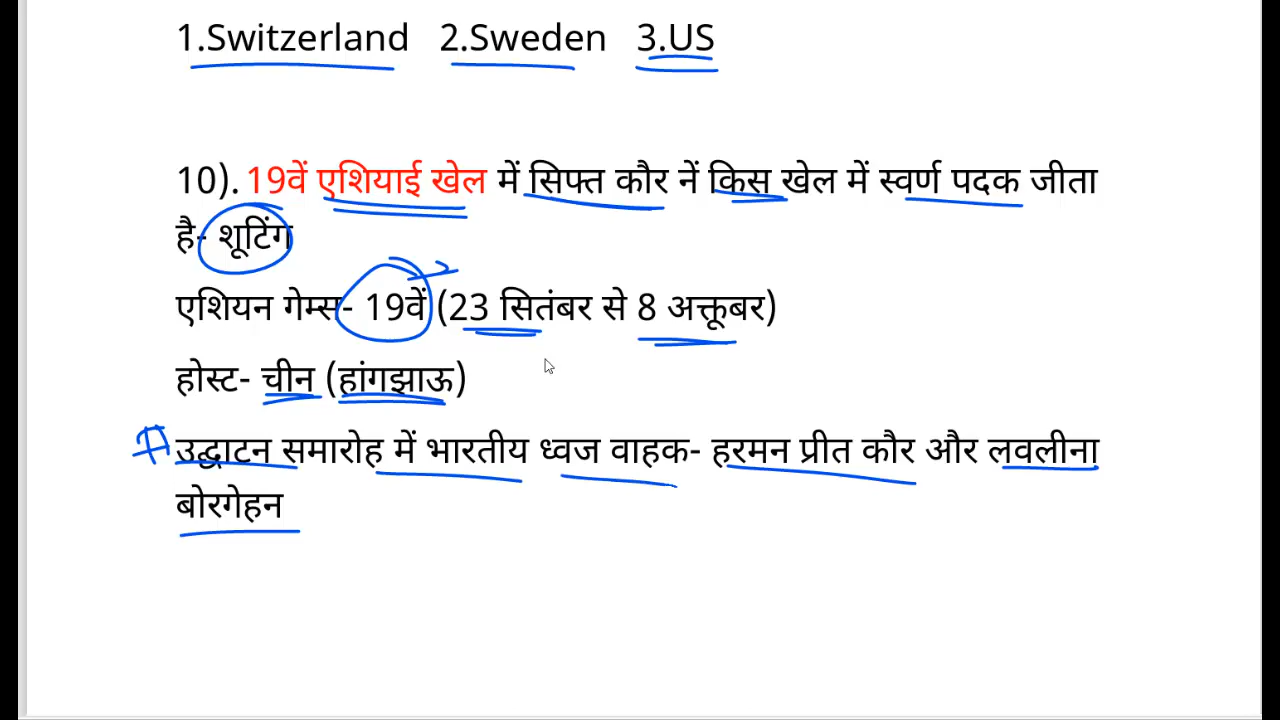 1.Switzerland 2.Sweden 3.US
10). 19वें एशियाई खेल में सिफ्त कौर नें किस खेल में स्वर्ण पदक जीता
है- शूटिंग
एशियन गेम्स- 19वें (23 सितंबर से 8 अक्तूबर)
होस्ट- चीन (हांगझाऊ)
# उद्घाटन समारोह में भारतीय ध्वज वाहक- हरमन प्रीत कौर और लवलीना
बोरगेहन